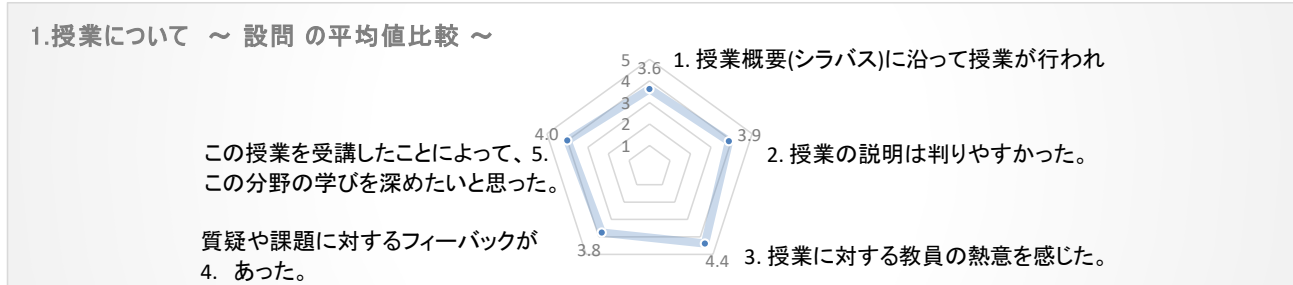 1.授業について ～ 設問 の平均値比較 ～
5
3.6
1. 授業概要(シラバス)に沿って授業が行われ
4
3
2
1
4.0
3.9
この授業を受講したことによって、5.
この分野の学びを深めたいと思った。
2. 授業の説明は判りやすかった。
質疑や課題に対するフィーバックが
4. あった。
3.8
4.4
3. 授業に対する教員の熱意を感じた。